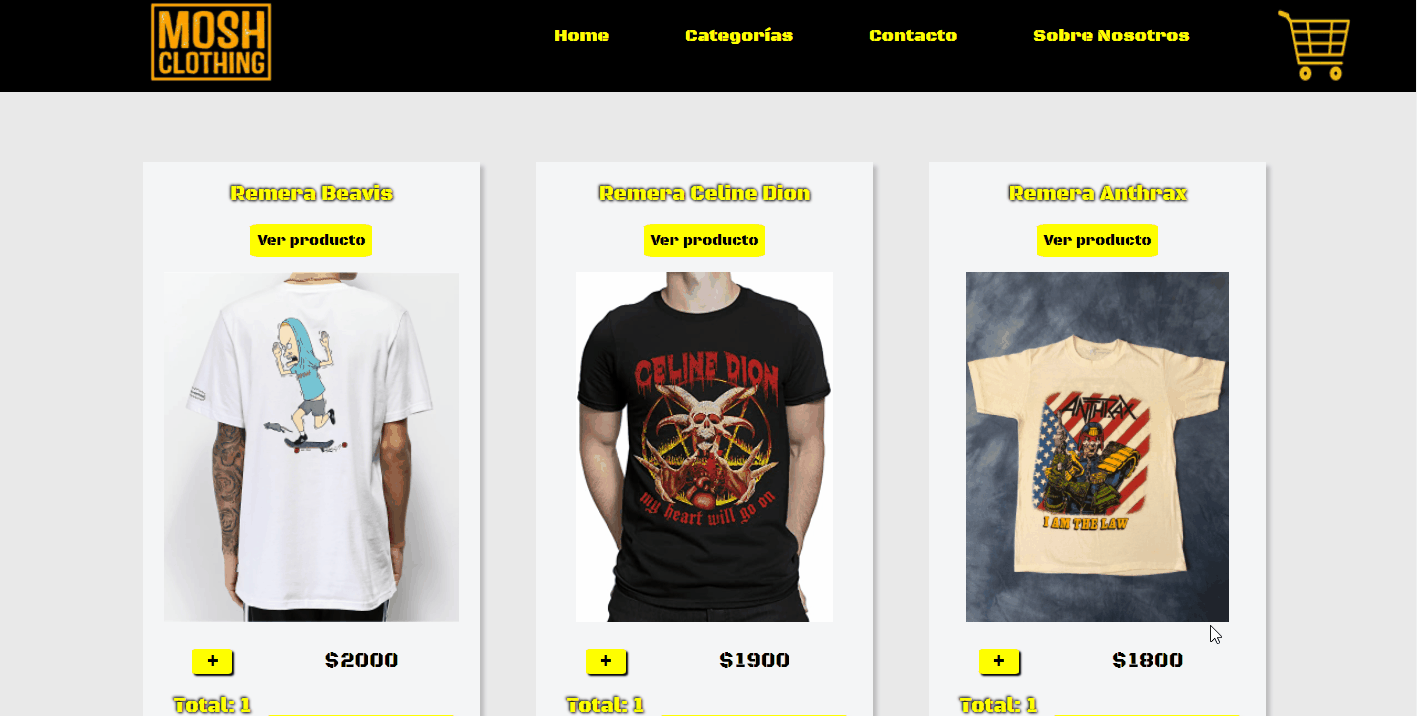 MOSH
CLOTHING
Home
Categorías
Contacto
Sobre Nosotros
Remera Beavis
Ver producto
Remera Celine Dion
Ver producto
Remera Anthrax
Ver producto
CELINE DION
my heart will go on
ANTHRAX
I AM THE LAW
+
$2000
+
$1900
+
$1800
Total: 1
Total: 1
Total: 1